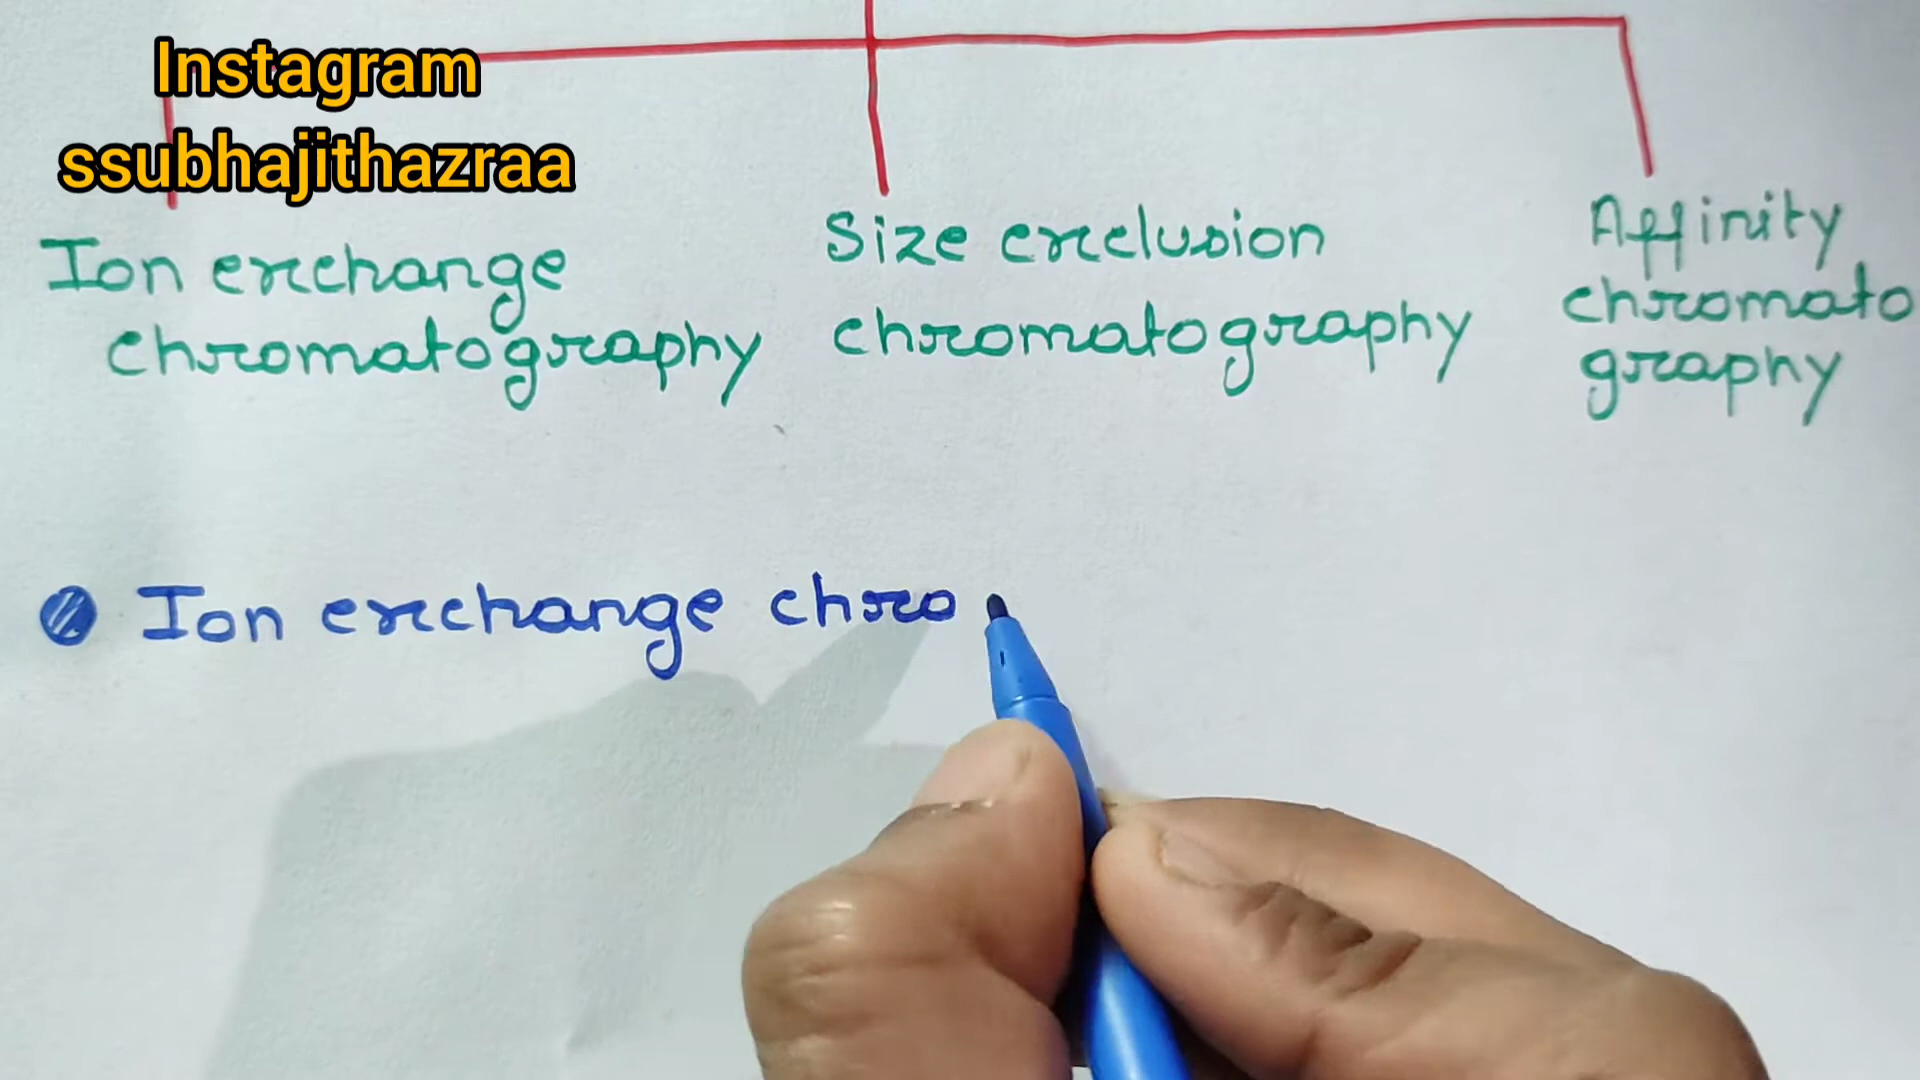 Instagram
ssubhajithazraa
Ion exchange
chromatography
Size exclusion
chromatography
Affinity
chromato
graphy
Ion exchange chro